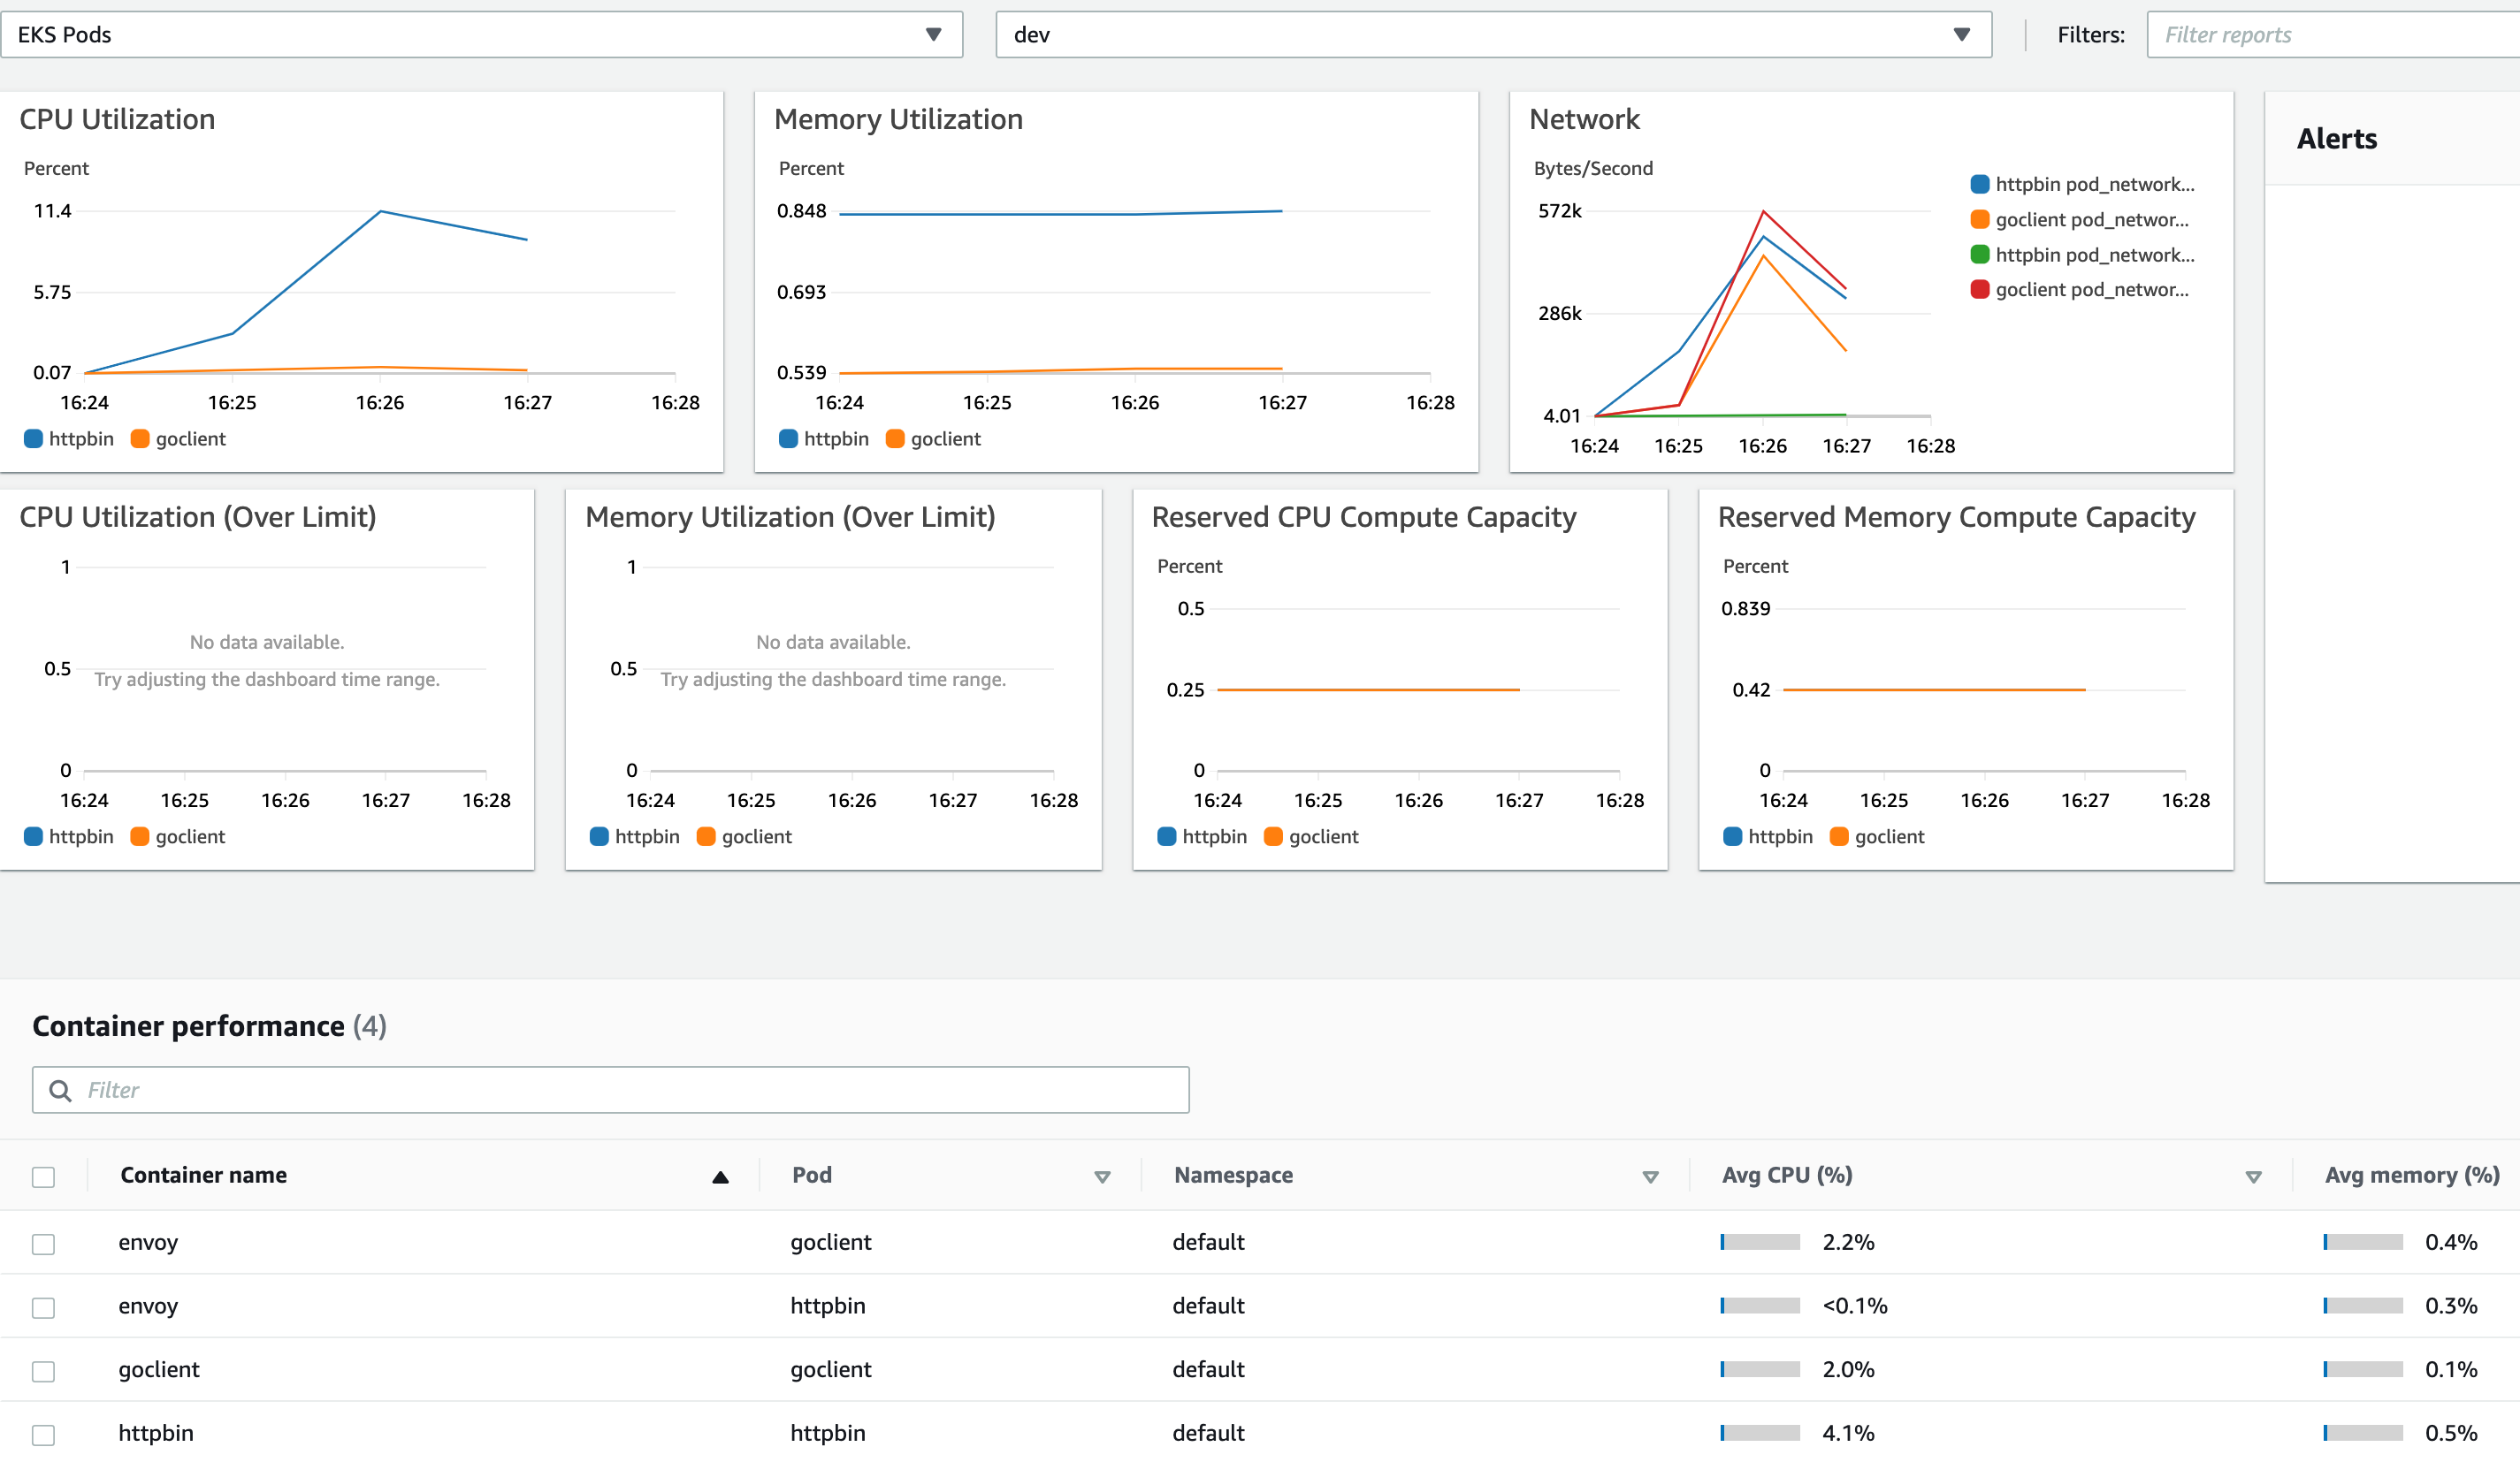 EKS Pods
dev
Filters:
Filter reports
CPU Utilization
Percent
11.4
5.75
0.07
16:24 16:25 16:26 16:27 16:28
httpbin goclient
Memory Utilization
Percent
0.848
0.693
0.539
16:24 16:25 16:26 16:27 16:28
httpbin goclient
Network
Bytes/Second
572k
286k
4.01
16:24 16:25 16:26 16:27 16:28
httpbin pod_network...
goclient pod_networ...
httpbin pod_network...
goclient pod_networ...
Alerts
CPU Utilization (Over Limit)
1
0.5
0
No data available.
Try adjusting the dashboard time range.
16:24 16:25 16:26 16:27 16:28
httpbin goclient
Memory Utilization (Over Limit)
1
0.5
0
No data available.
Try adjusting the dashboard time range.
16:24 16:25 16:26 16:27 16:28
httpbin goclient
Reserved CPU Compute Capacity
Percent
0.5
0.25
0
16:24 16:25 16:26 16:27 16:28
httpbin goclient
Reserved Memory Compute Capacity
Percent
0.839
0.42
0
16:24 16:25 16:26 16:27 16:28
httpbin goclient
Container performance (4)
Filter
Container name Pod Namespace Avg CPU (%) Avg memory (%)
envoy goclient default 2.2% 0.4%
envoy httpbin default <0.1% 0.3%
goclient goclient default 2.0% 0.1%
httpbin httpbin default 4.1% 0.5%